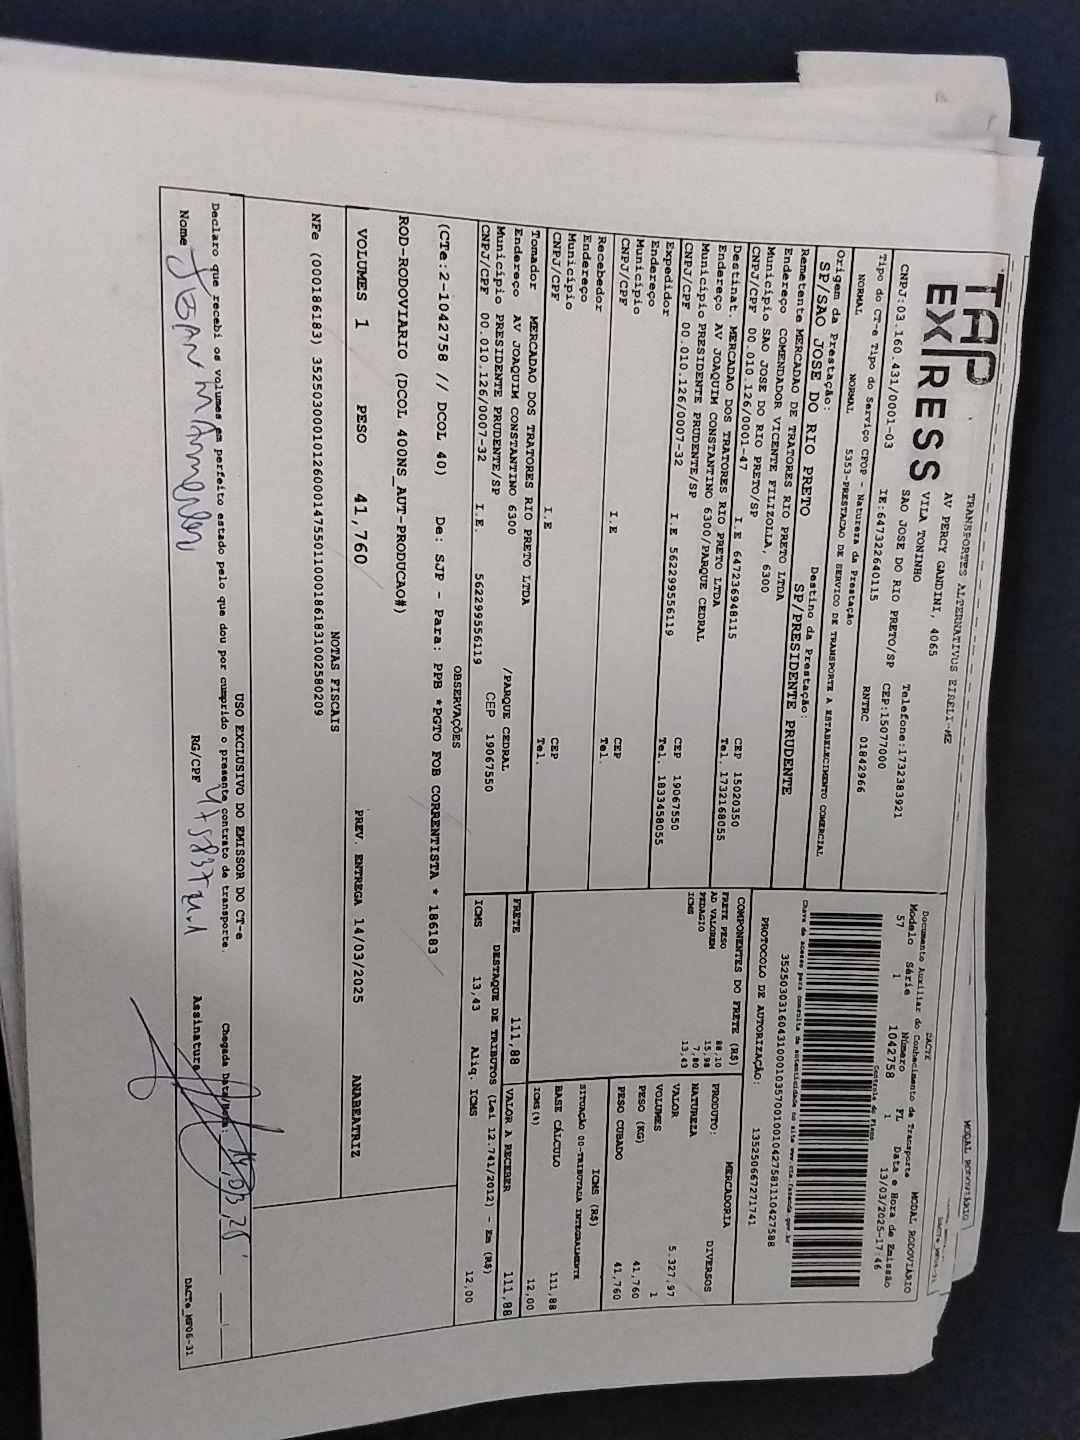 TAP EXPRESS
TRANSPORTES ALTERNATIVOS EIRELI-ME
AV PERCY GANDINI, 4065
VILA TONINHO
SAO JOSE DO RIO PRETO/SP
Telefone:1732383921
CEP:15077000
CNPJ:03.160.431/0001-03 IE:647322640115
RNTRC 01842966
Tipo do CT-e Tipo do Serviço CFOP - Natureza da Prestação
NORMAL NORMAL 5353-PRESTACAO DE SERVICO DE TRANSPORTE A ESTABELECIMENTO COMERCIAL
Origem da Prestação: Destino da Prestação:
SP/SAO JOSE DO RIO PRETO SP/PRESIDENTE PRUDENTE
Remetente MERCADAO DE TRATORES RIO PRETO LTDA
Endereço COMENDADOR VICENTE FILIZOLLA, 6300
Município SAO JOSE DO RIO PRETO/SP CEP 15020350
CNPJ/CPF 00.010.126/0001-47 I.E 647236948115 Tel. 1732168055
Destinat. MERCADAO DOS TRATORES RIO PRETO LTDA
Endereço AV JOAQUIM CONSTANTINO 6300/PARQUE CEDRAL
Município PRESIDENTE PRUDENTE/SP CEP 19067550
CNPJ/CPF 00.010.126/0007-32 I.E 562299556119 Tel. 1833458055
Expedidor
Endereço
Município CEP
CNPJ/CPF I.E Tel.
Recebedor
Endereço
Município CEP
CNPJ/CPF I.E Tel.
Tomador MERCADAO DOS TRATORES RIO PRETO LTDA
Endereço AV JOAQUIM CONSTANTINO 6300 /PARQUE CEDRAL
Município PRESIDENTE PRUDENTE/SP CEP 19067550
CNPJ/CPF 00.010.126/0007-32 I.E. 562299556119
MODAL RODOVIÁRIO
DACTE
Documento Auxiliar do Conhecimento de Transporte MODAL RODOVIÁRIO
Modelo Série Número FL Data e Hora de Emissão
57 1 1042758 1 13/03/2025-17:46
Controle do Fisco
Chave de acesso para consulta de autenticidade no site www.cte.fazenda.gov.br
35250303160431000103570010010427581110427588
PROTOCOLO DE AUTORIZAÇÃO: 135250667271741
COMPONENTES DO FRETE (R$)
FRETE PESO 88,10
AD VALOREM 15,98
PEDAGIO 7,80
ICMS 13,43
PRODUTO: MERCADORIA
NATUREZA DIVERSOS
VALOR 5.327,97
VOLUMES 1
PESO (KG) 41,760
PESO CUBADO 41,760
ICMS (R$)
SITUAÇÃO 00-TRIBUTADA INTEGRALMENTE
BASE CÁLCULO 111,88
ICMS(%) 12,00
FRETE 111,88 VALOR A RECEBER 111,88
DESTAQUE DE TRIBUTOS (Lei 12.741/2012) - Em (R$)
ICMS 13,43 Aliq. ICMS 12,00
OBSERVAÇÕES
(CTe:2-1042758 // DCOL 40) De: SJP - Para: PPB *PGTO FOB CORRENTISTA * 186183
ROD-RODOVIARIO (DCOL 400NS_AUT-PRODUCAO#)
VOLUMES 1 PESO 41,760 PREV. ENTREGA 14/03/2025 ANABEATRIZ
NOTAS FISCAIS
NFe (000186183) 35250300010126000147550110001861831002580209
USO EXCLUSIVO DO EMISSOR DO CT-e
Declaro que recebi os volumes em perfeito estado pelo que dou por cumprido o presente contrato de transporte. Chegada Data/Hora:
Nome RG/CPF Assinatura
DACTe_MF06-31